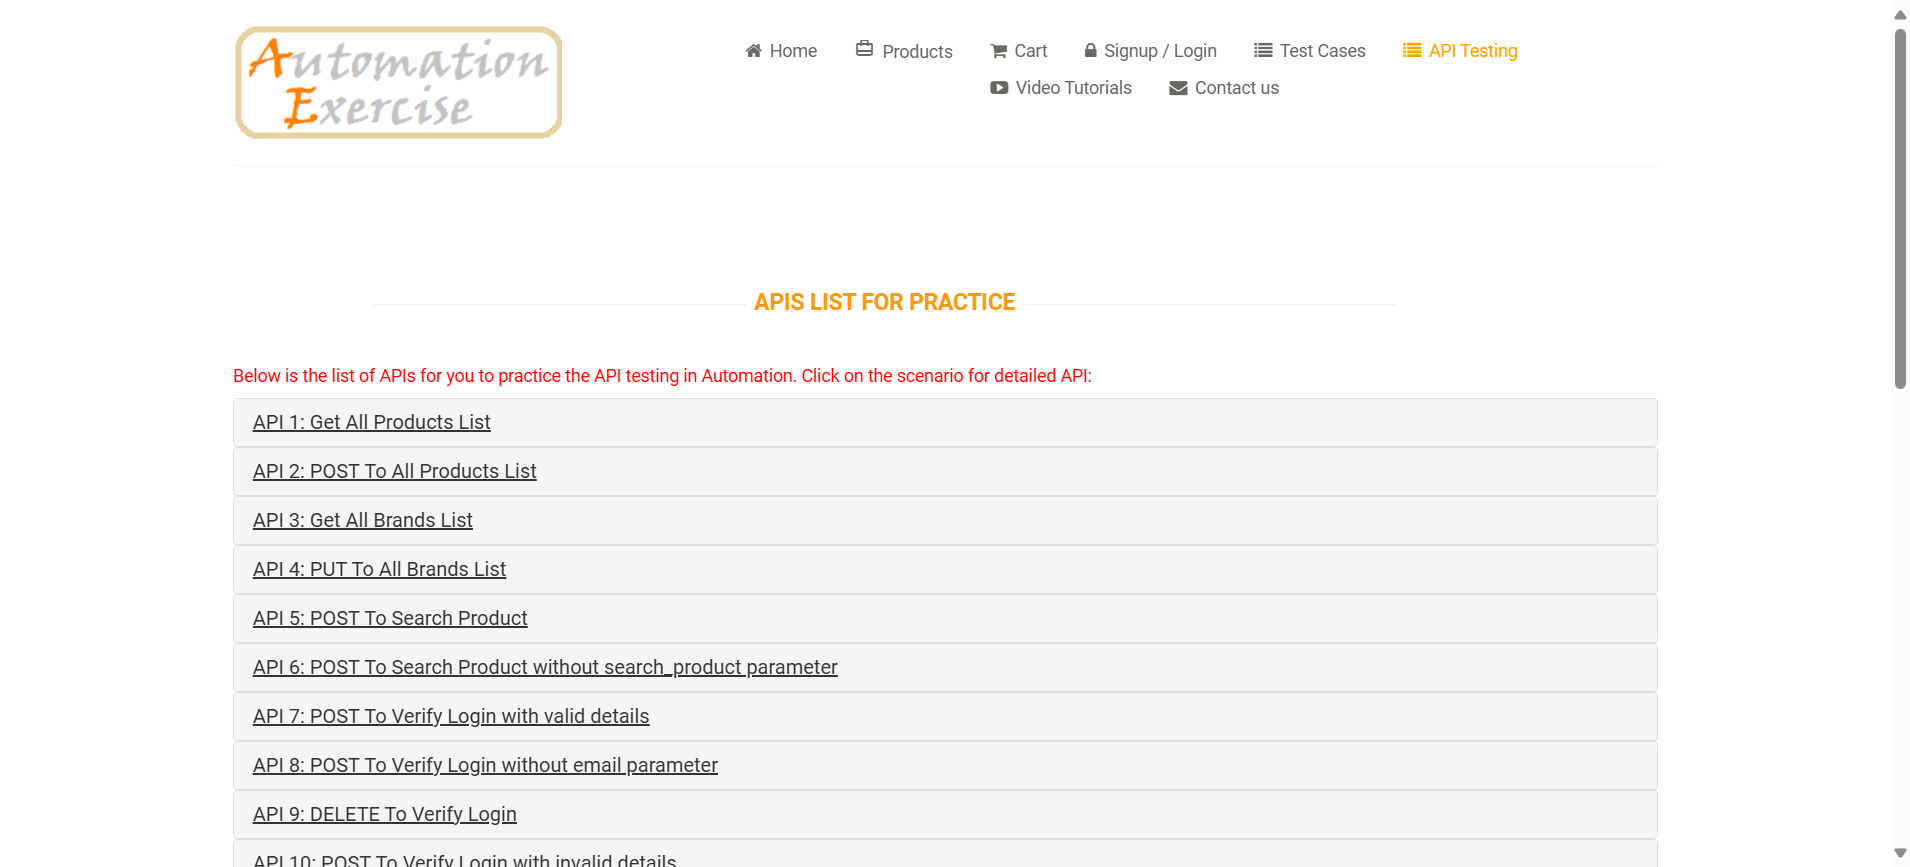 Automation
Exercise
Home
Products
Cart
Signup / Login
Test Cases
API Testing
Video Tutorials
Contact us
APIS LIST FOR PRACTICE
Below is the list of APIs for you to practice the API testing in Automation. Click on the scenario for detailed API:
API 1: Get All Products List
API 2: POST To All Products List
API 3: Get All Brands List
API 4: PUT To All Brands List
API 5: POST To Search Product
API 6: POST To Search Product without search_product parameter
API 7: POST To Verify Login with valid details
API 8: POST To Verify Login without email parameter
API 9: DELETE To Verify Login
API 10: POST To Verify Login with invalid details